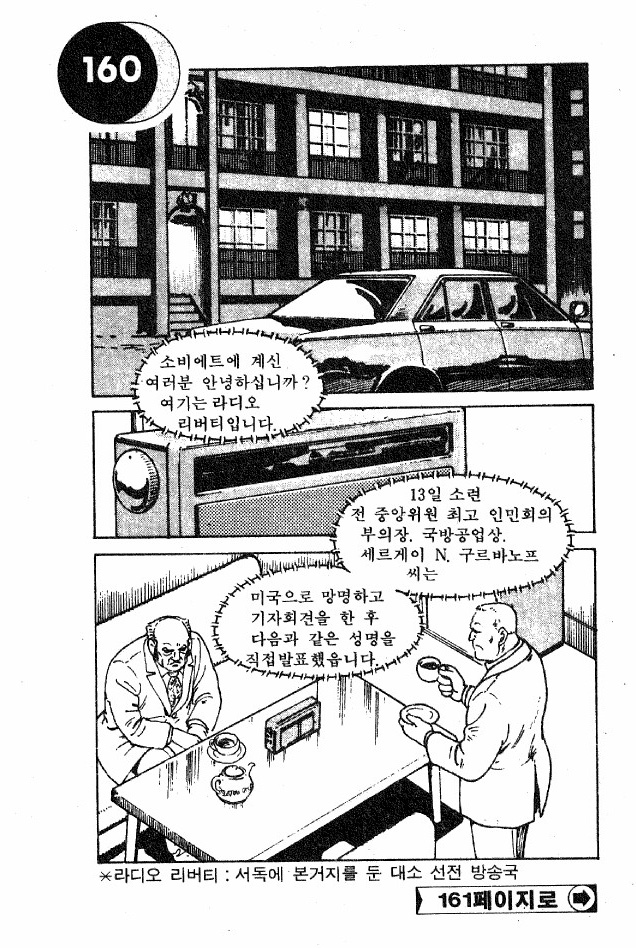 160
소비에트에 계신
여러분 안녕하십니까?
여기는 라디오
리버티입니다.
13일 소련
전 중앙위원 최고 인민회의
부의장. 국방공업상.
세르게이 N. 구르바노프
씨는
미국으로 망명하고
기자회견을 한 후
다음과 같은 성명을
직접발표했읍니다.
✳라디오 리버티 : 서독에 본거지를 둔 대소 선전 방송국
161페이지로